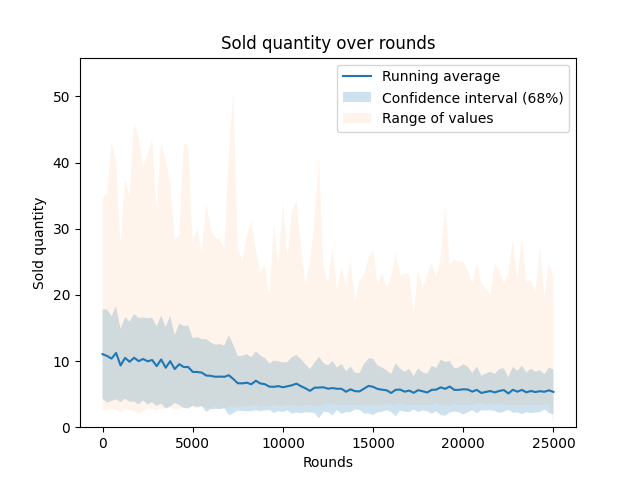 Sold quantity over rounds
Running average
Confidence interval (68%)
Range of values
50
40
30
20
10
0
Sold quantity
0
5000
10000
15000
20000
25000
Rounds